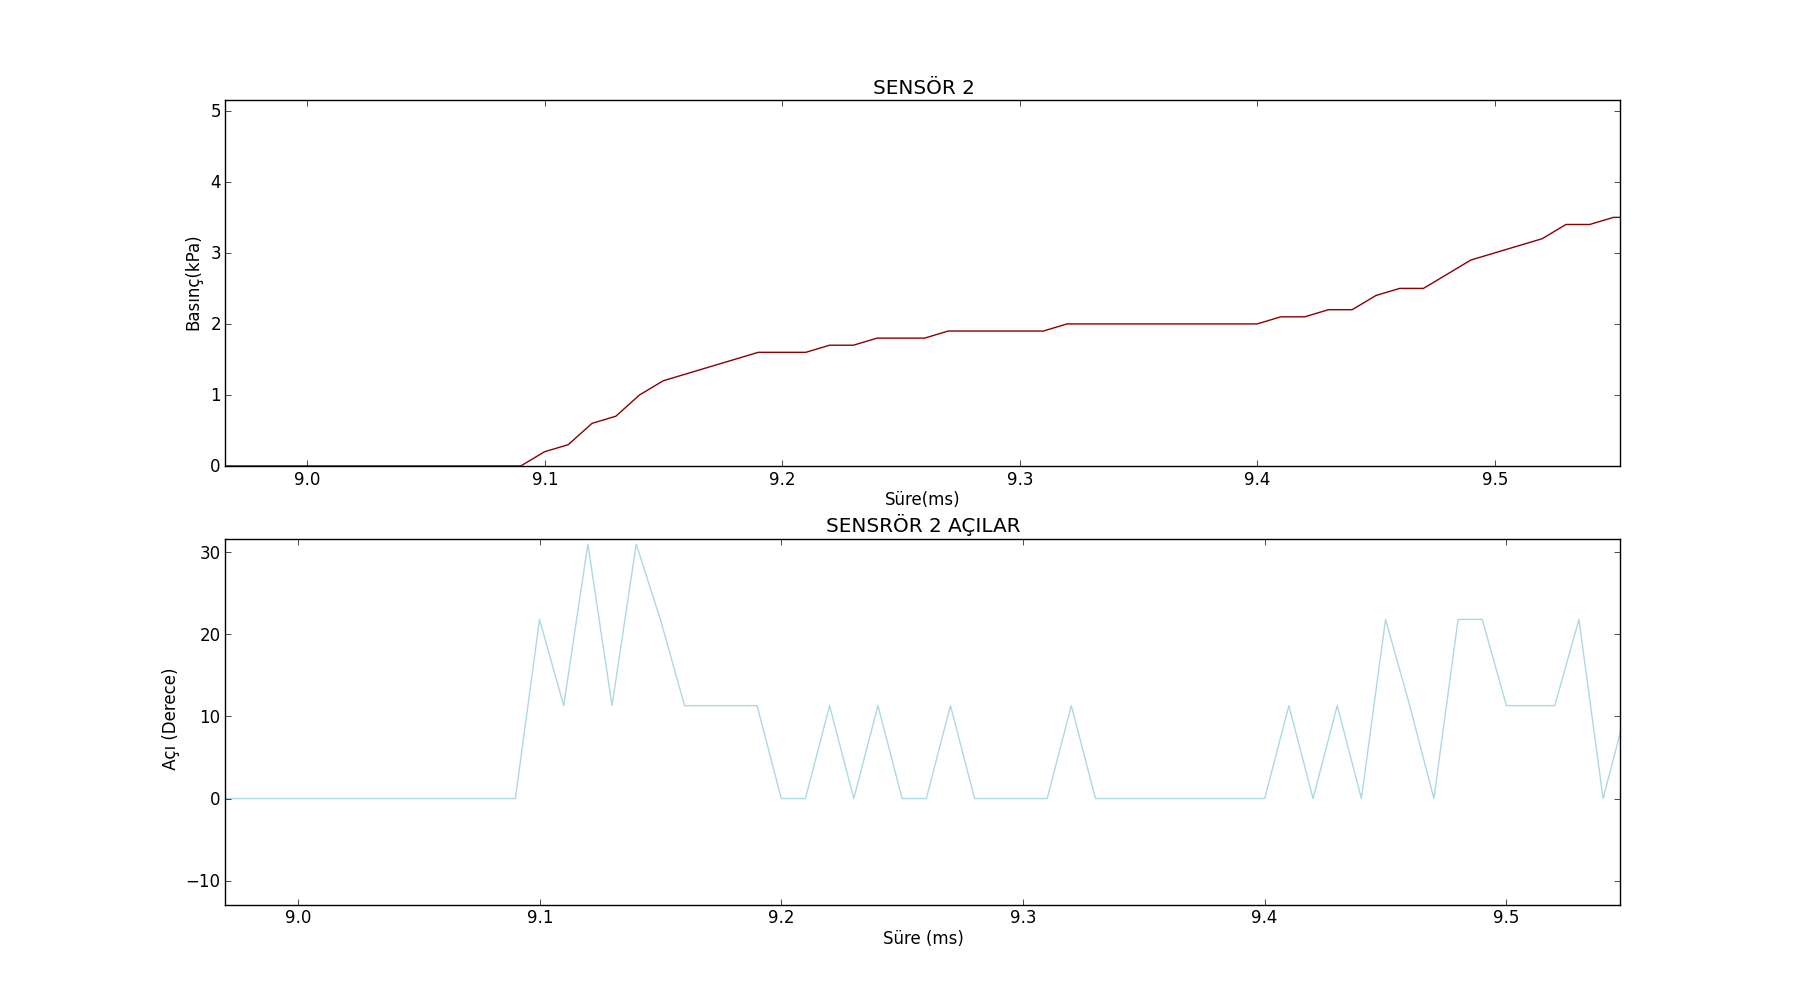 SENSÖR 2
5
4
3
2
1
0
Basınç(kPa)
9.0 9.1 9.2 9.3 9.4 9.5
Süre(ms)
SENSRÖR 2 AÇILAR
30
20
10
0
−10
Açı (Derece)
9.0 9.1 9.2 9.3 9.4 9.5
Süre (ms)